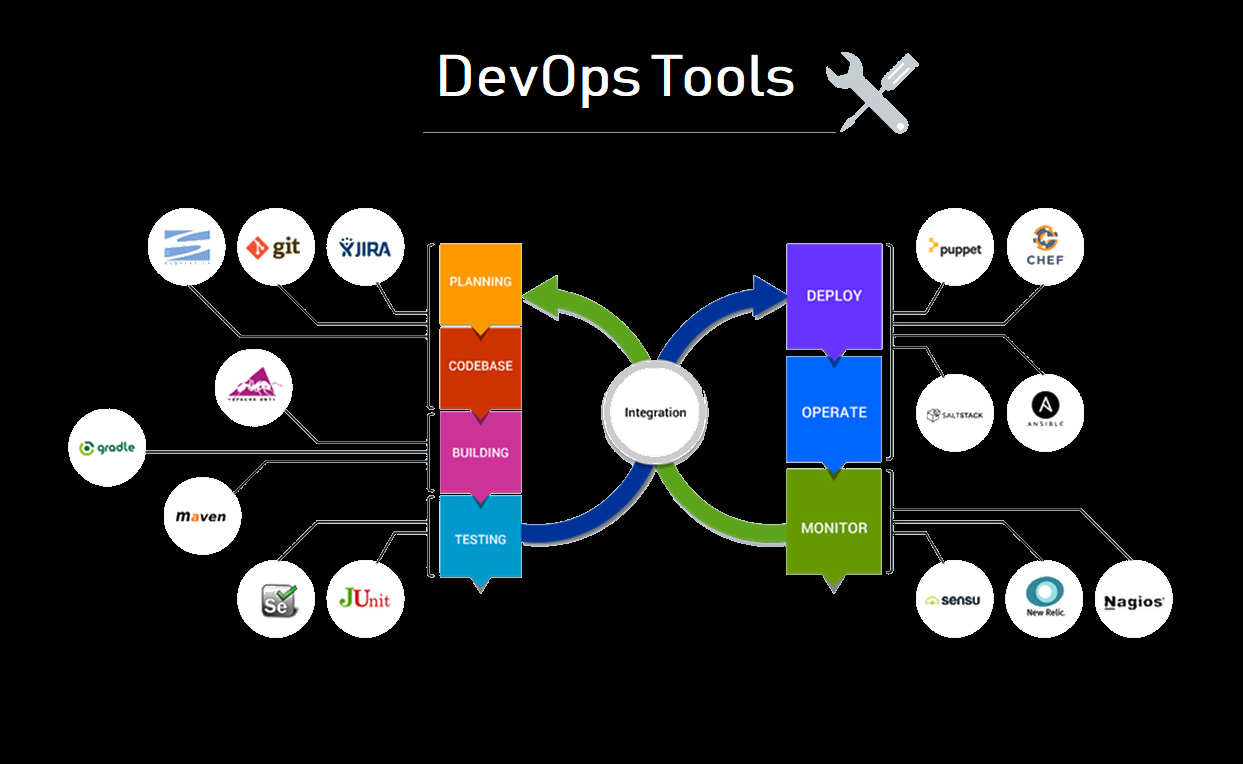 DevOps Tools
git
JIRA
puppet
CHEF
PLANNING
DEPLOY
CODEBASE
Integration
OPERATE
SALTSTACK
ANSIBLE
gradle
BUILDING
maven
TESTING
MONITOR
Se
JUnit
sensu
New Relic.
Nagios®